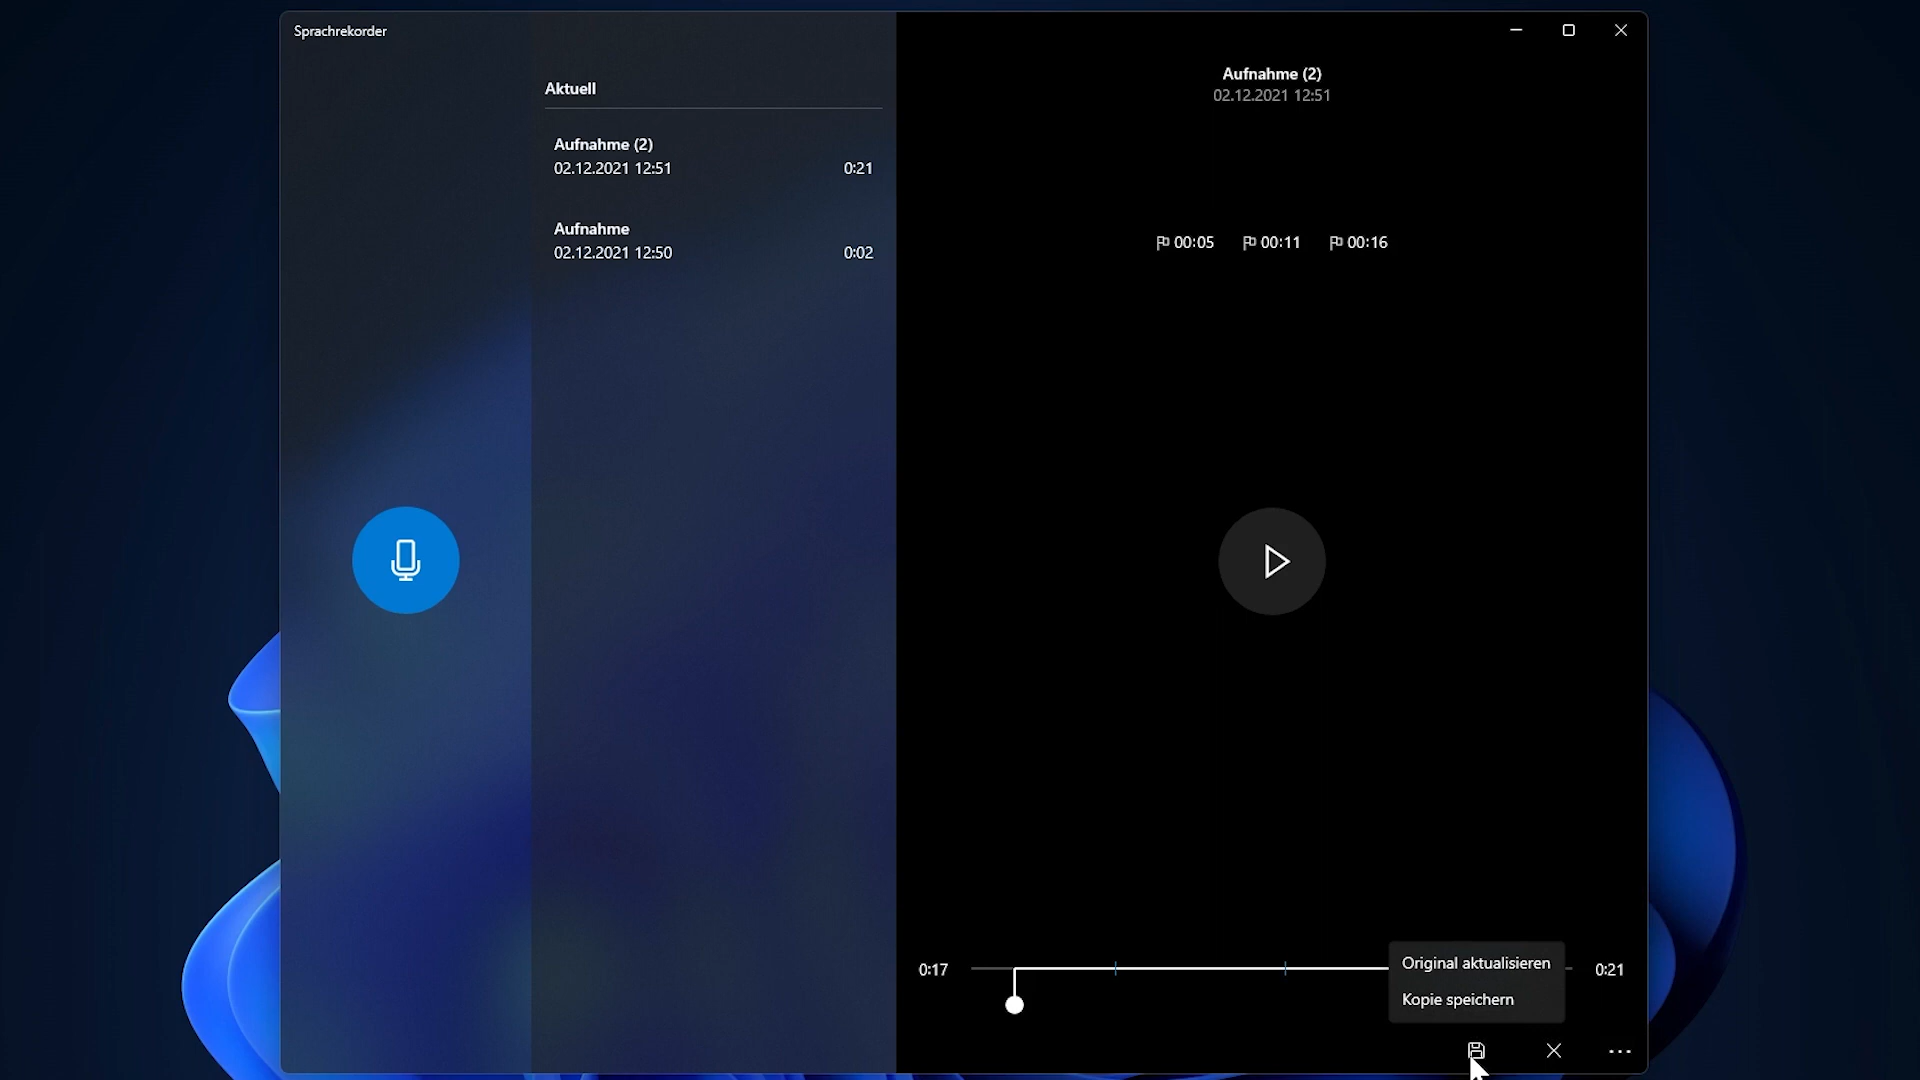 Sprachrekorder
Aktuell
Aufnahme (2)
02.12.2021 12:51 0:21
Aufnahme
02.12.2021 12:50 0:02
Aufnahme (2)
02.12.2021 12:51
00:05 00:11 00:16
0:17 0:21
Original aktualisieren
Kopie speichern